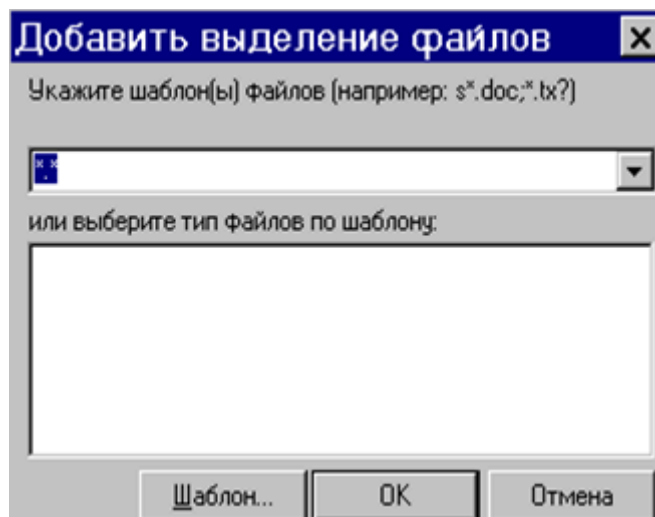 Добавить выделение файлов
Укажите шаблон(ы) файлов (например: s*.doc;*.tx?)
*.*
или выберите тип файлов по шаблону:
Шаблон... OK Отмена